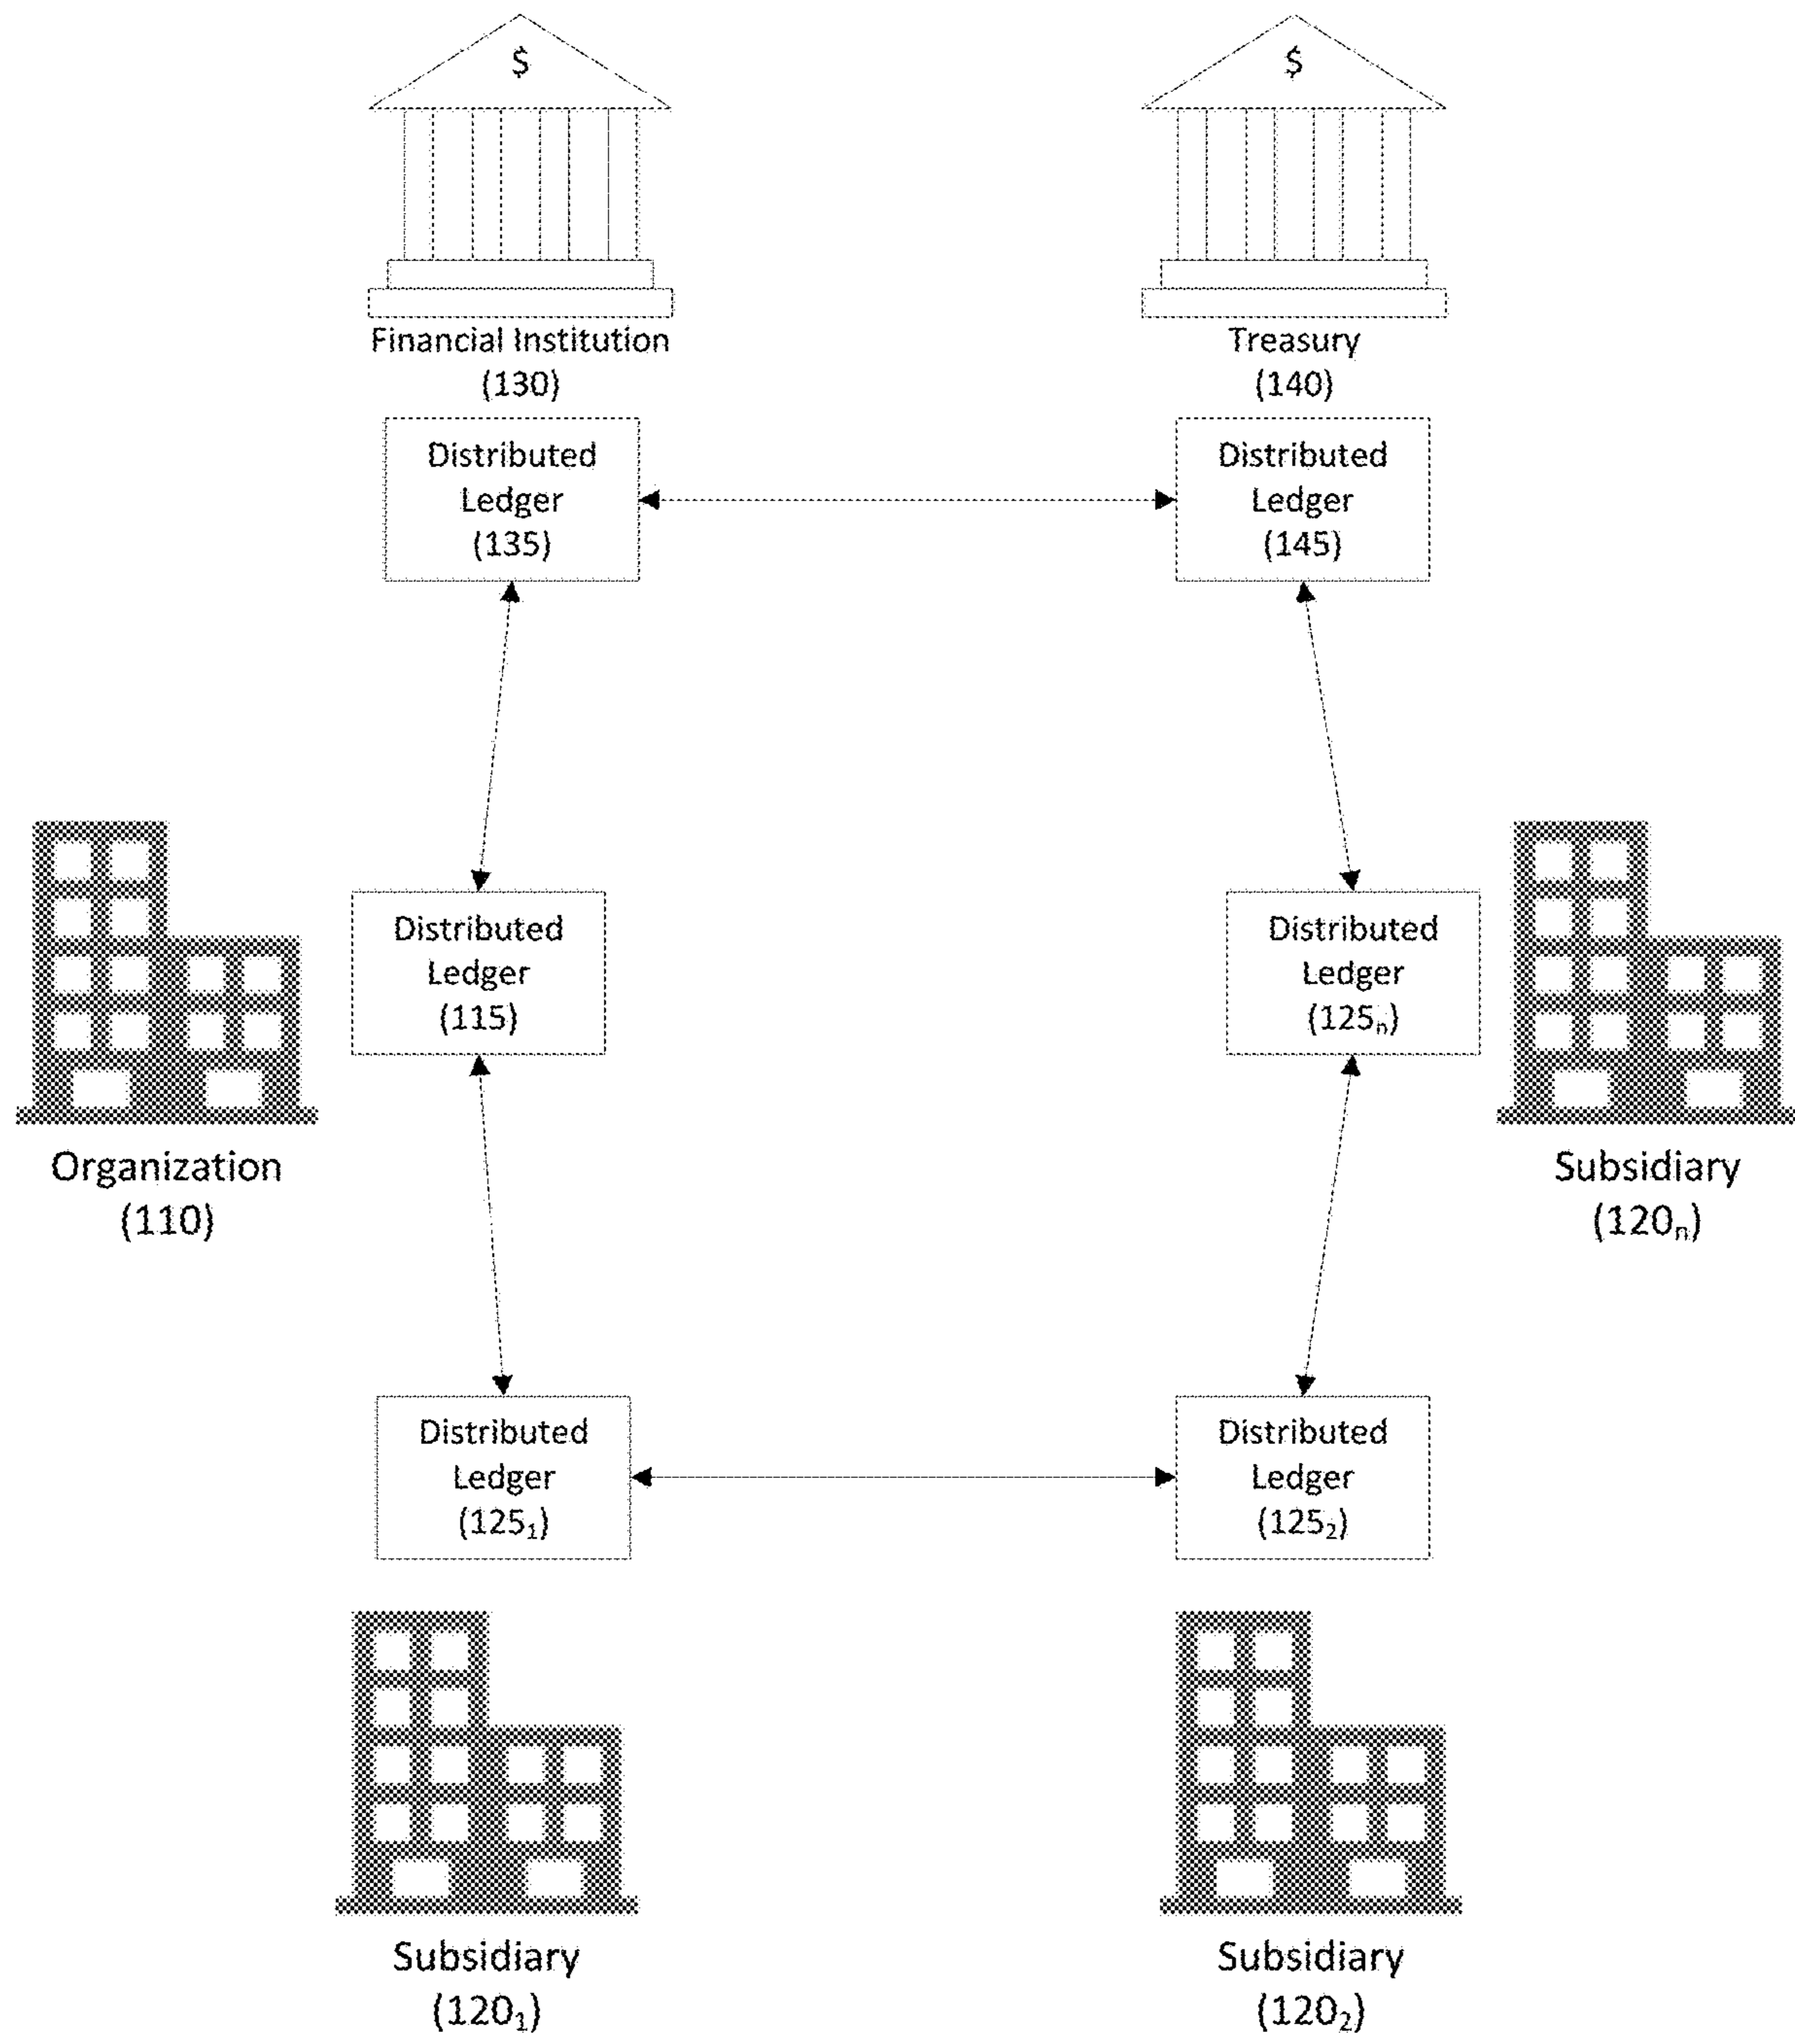 $
$
Financial Institution
(130)
Treasury
(140)
Distributed
Ledger
(135)
Distributed
Ledger
(145)
Distributed
Ledger
(115)
Distributed
Ledger
(125ₙ)
Organization
(110)
Subsidiary
(120ₙ)
Distributed
Ledger
(125₁)
Distributed
Ledger
(125₂)
Subsidiary
(120₁)
Subsidiary
(120₂)